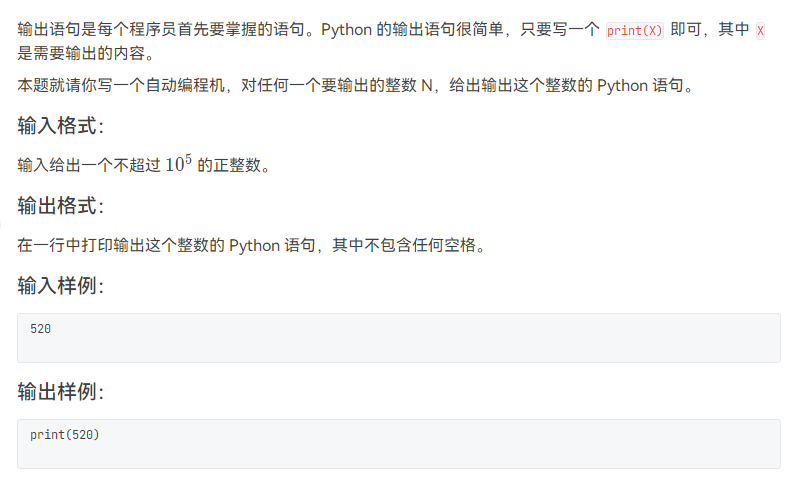 输出语句是每个程序员首先要掌握的语句。Python 的输出语句很简单，只要写一个 print(X) 即可，其中 X
是需要输出的内容。
本题就请你写一个自动编程机，对任何一个要输出的整数 N，给出输出这个整数的 Python 语句。
输入格式：
输入给出一个不超过 10⁵ 的正整数。
输出格式：
在一行中打印输出这个整数的 Python 语句，其中不包含任何空格。
输入样例：
520
输出样例：
print(520)